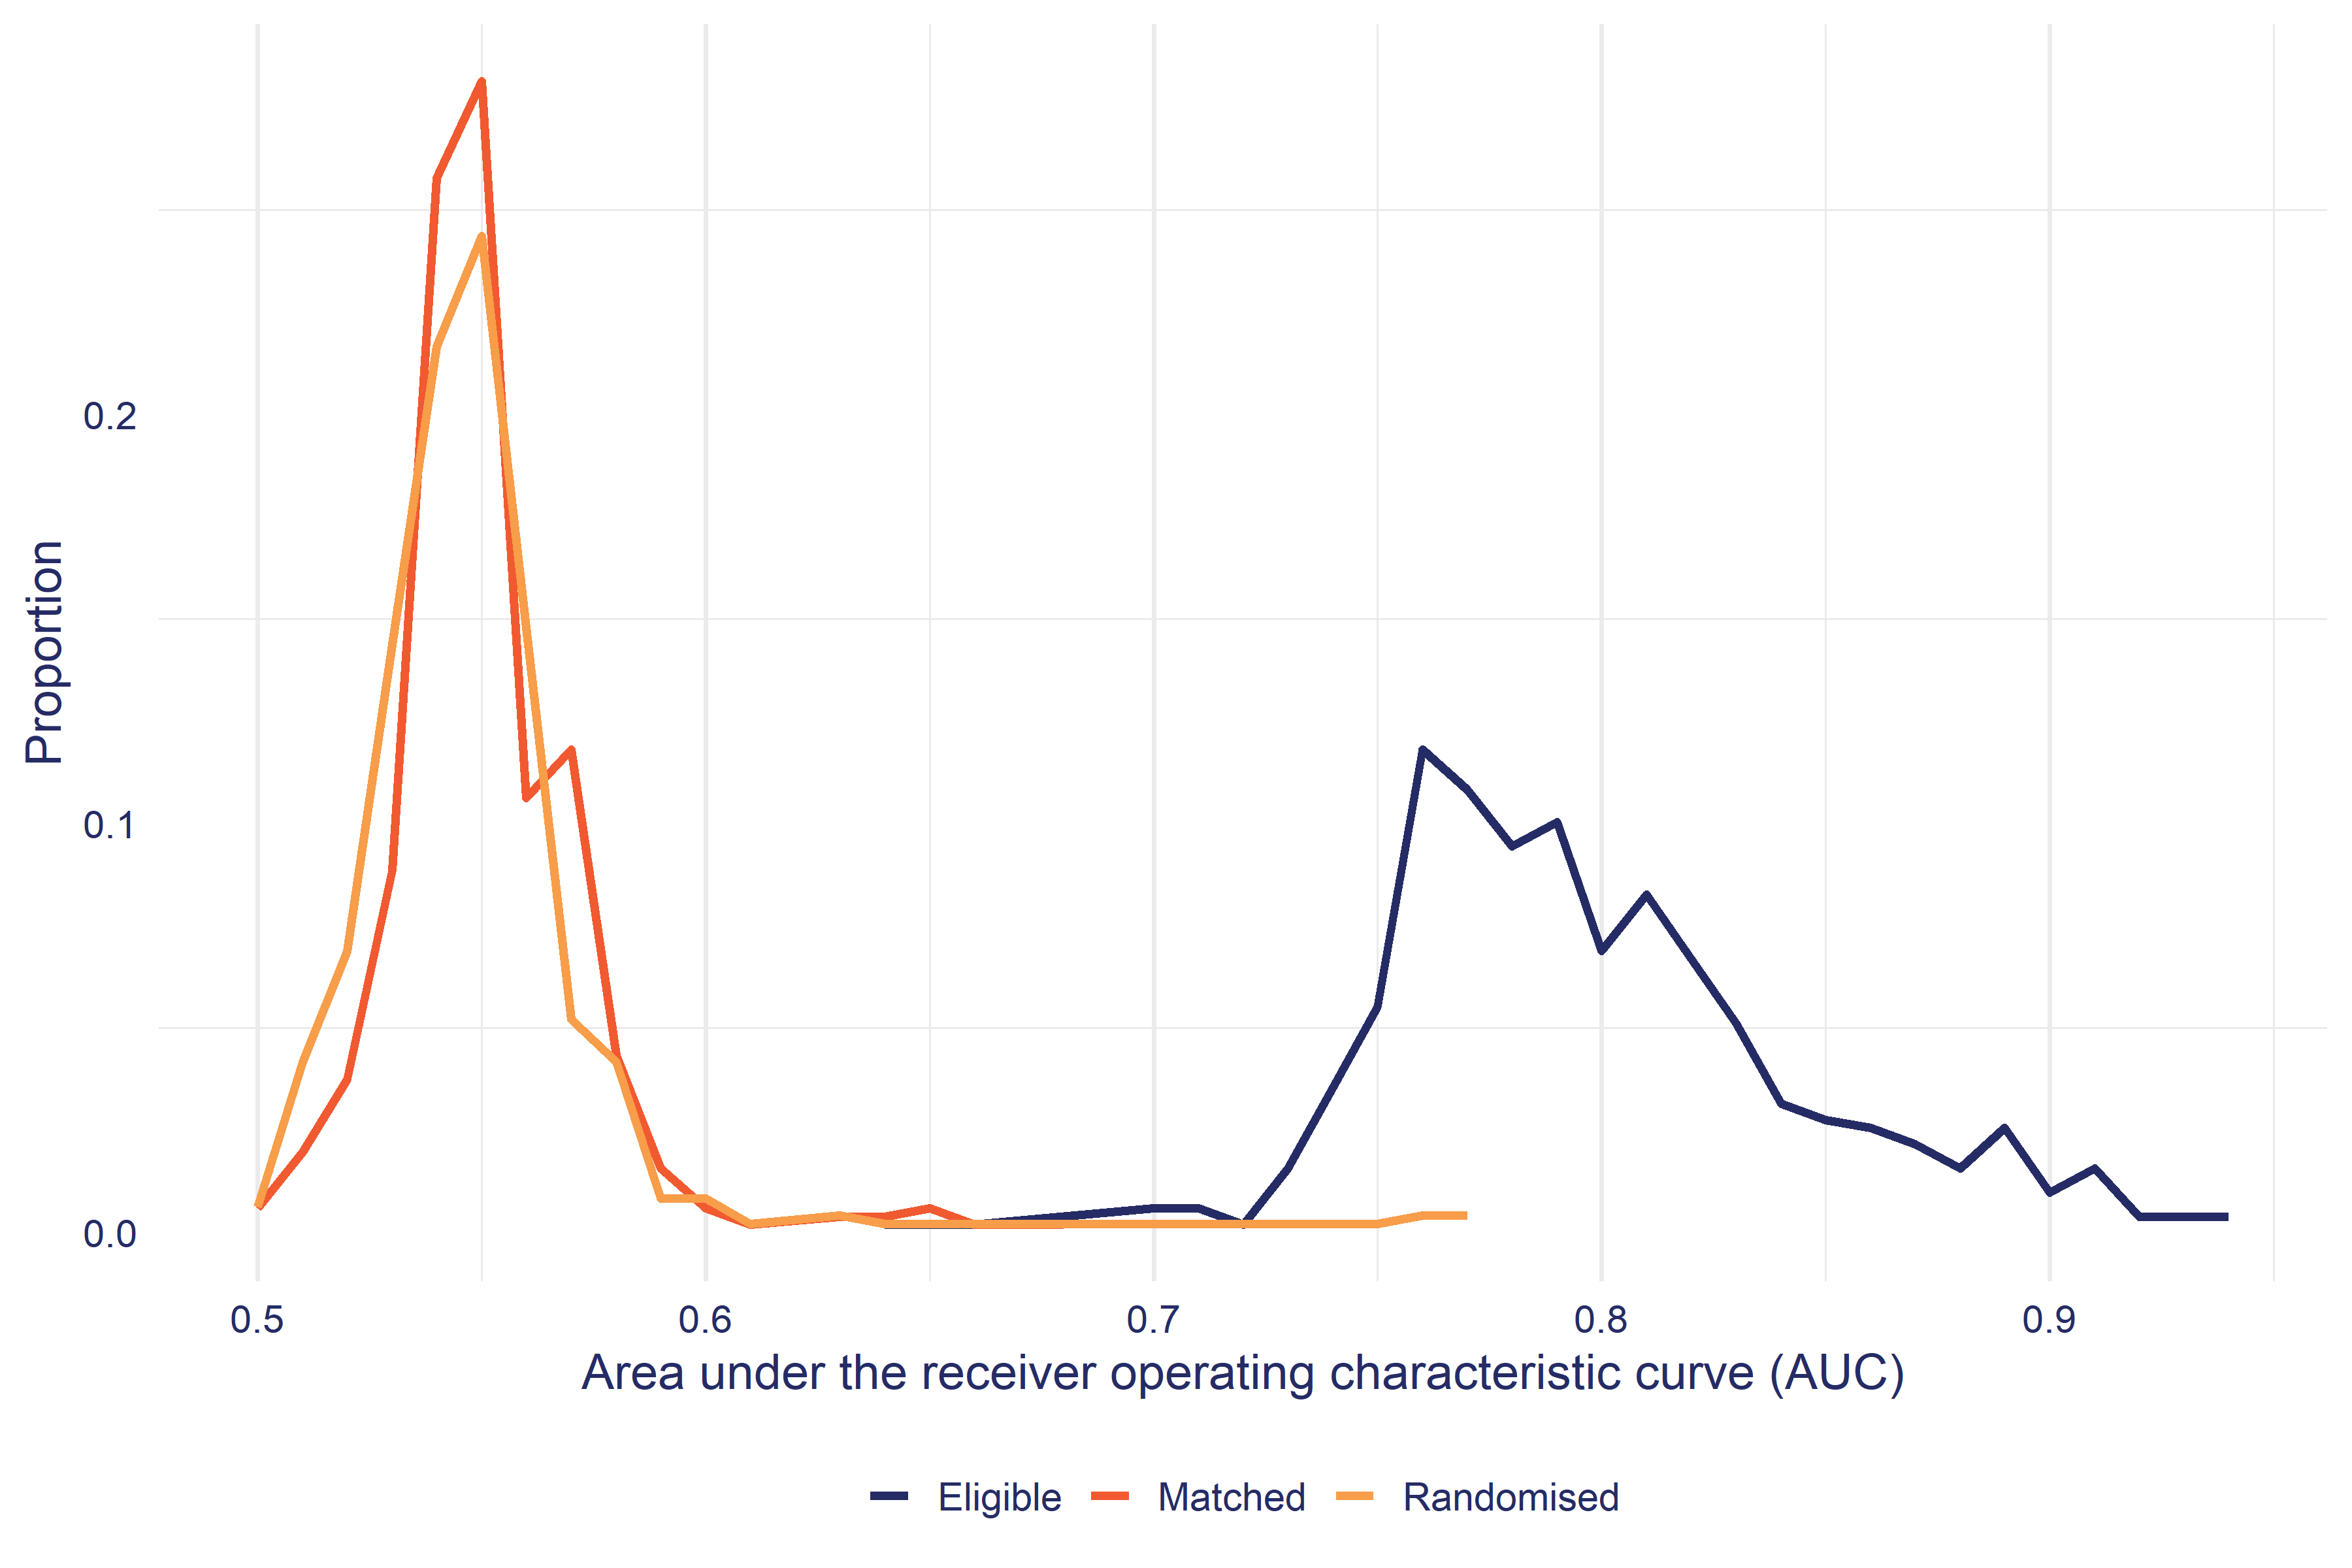 Proportion
0.2
0.1
0.0
0.5 0.6 0.7 0.8 0.9
Area under the receiver operating characteristic curve (AUC)
Eligible Matched Randomised